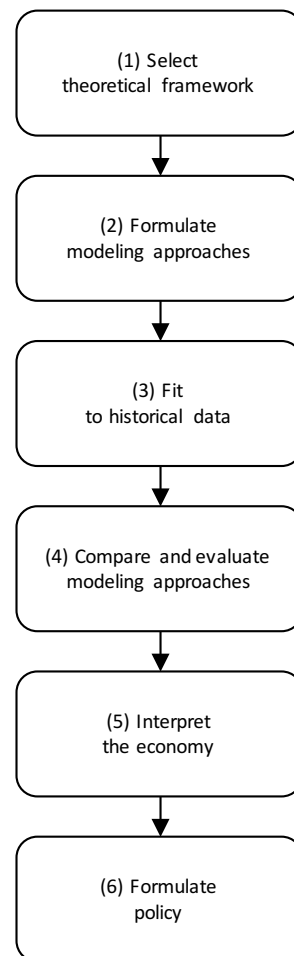 (1) Select
theoretical framework
(2) Formulate
modeling approaches
(3) Fit
to historical data
(4) Compare and evaluate
modeling approaches
(5) Interpret
the economy
(6) Formulate
policy